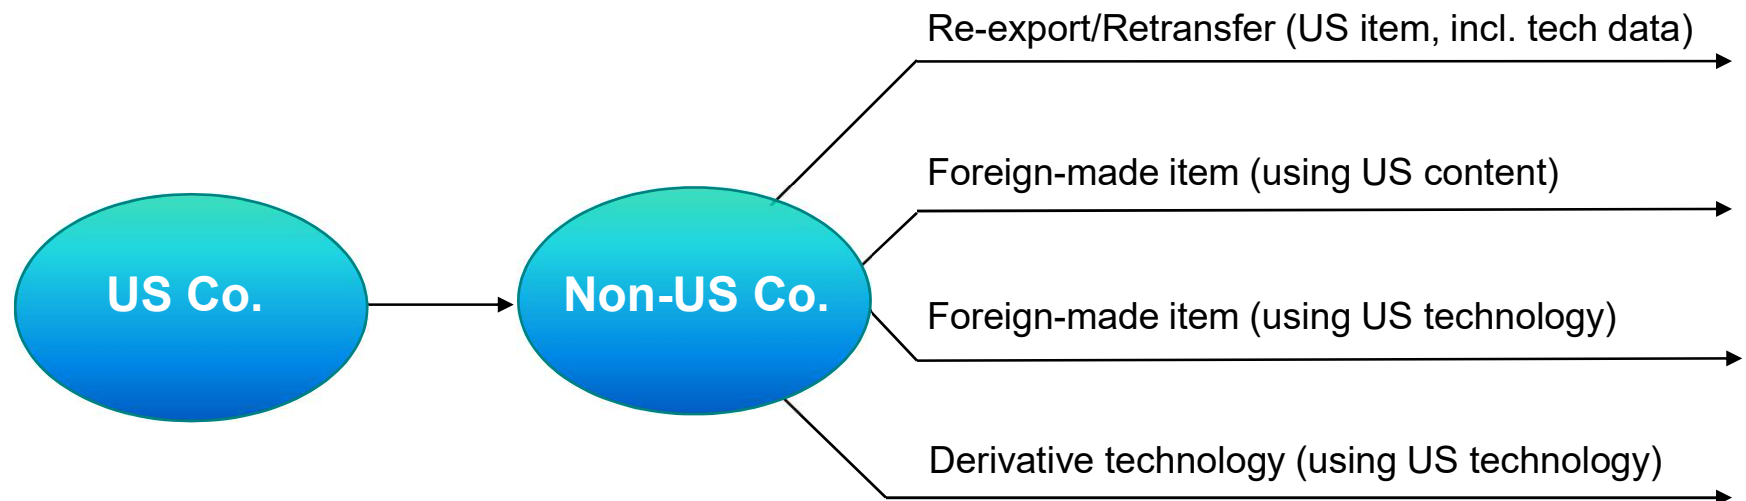 Re-export/Retransfer (US item, incl. tech data)
Foreign-made item (using US content)
US Co.
Non-US Co.
Foreign-made item (using US technology)
Derivative technology (using US technology)